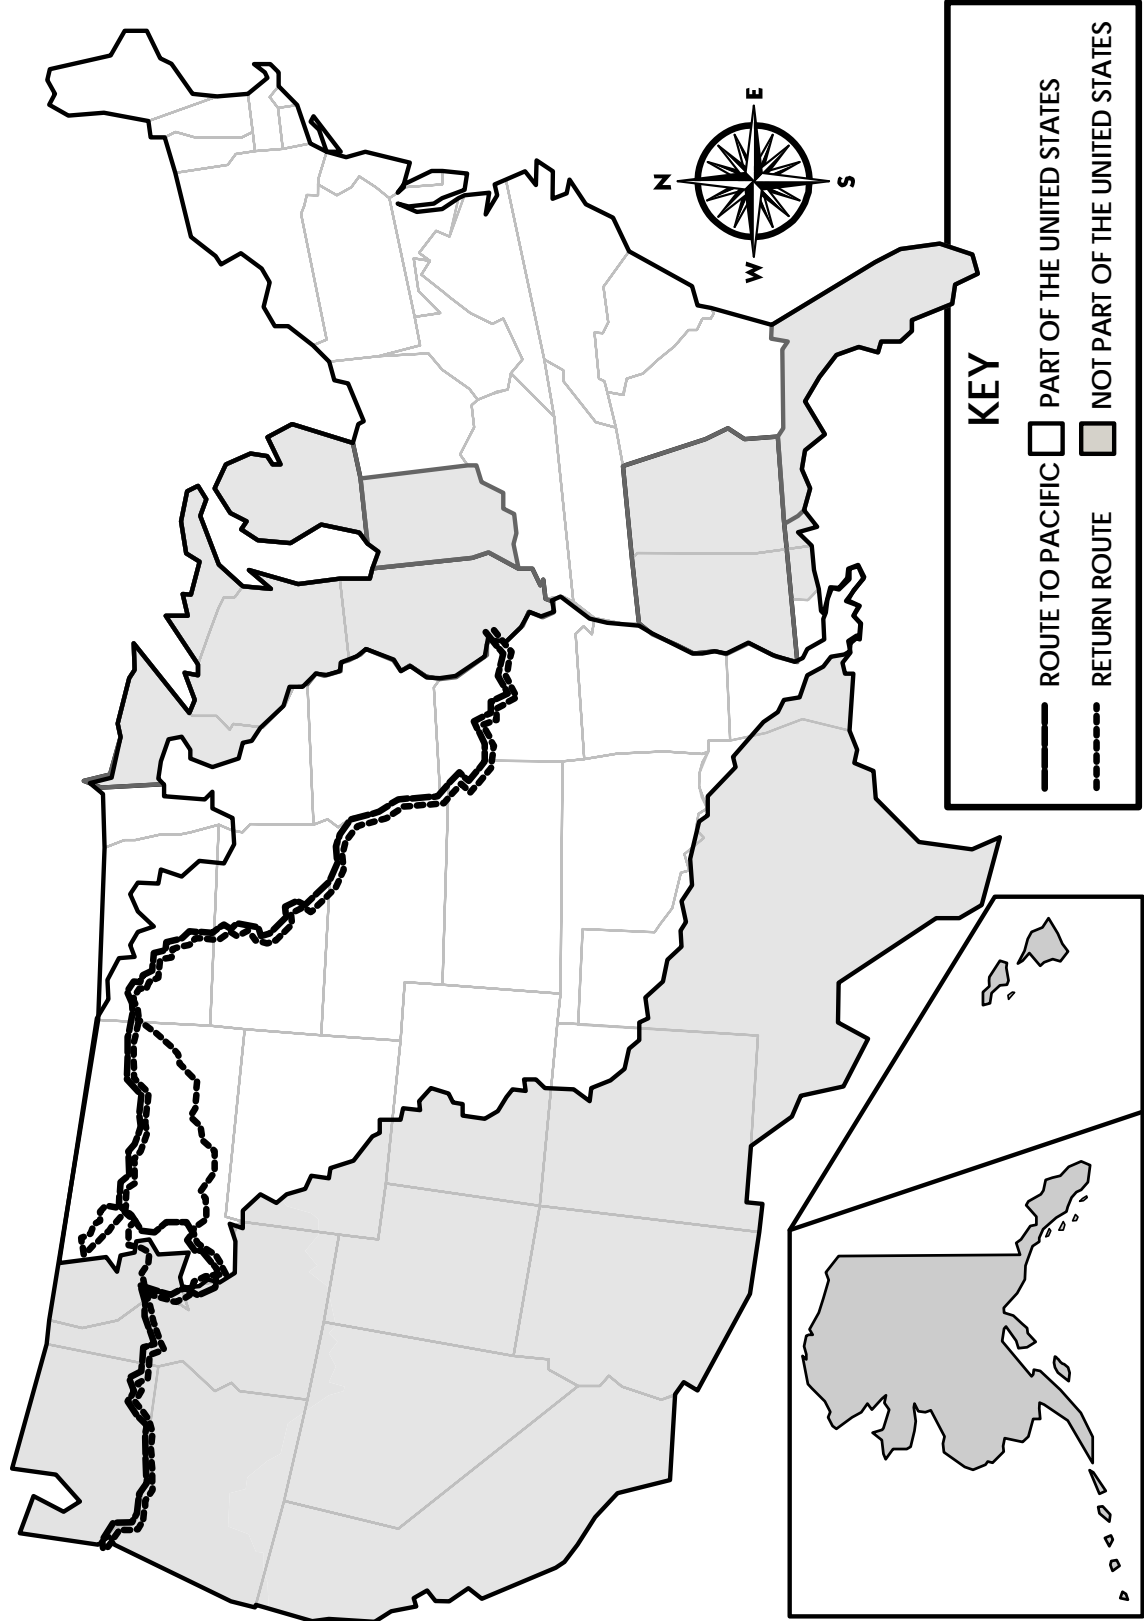 N
W
E
S
KEY
ROUTE TO PACIFIC
PART OF THE UNITED STATES
RETURN ROUTE
NOT PART OF THE UNITED STATES